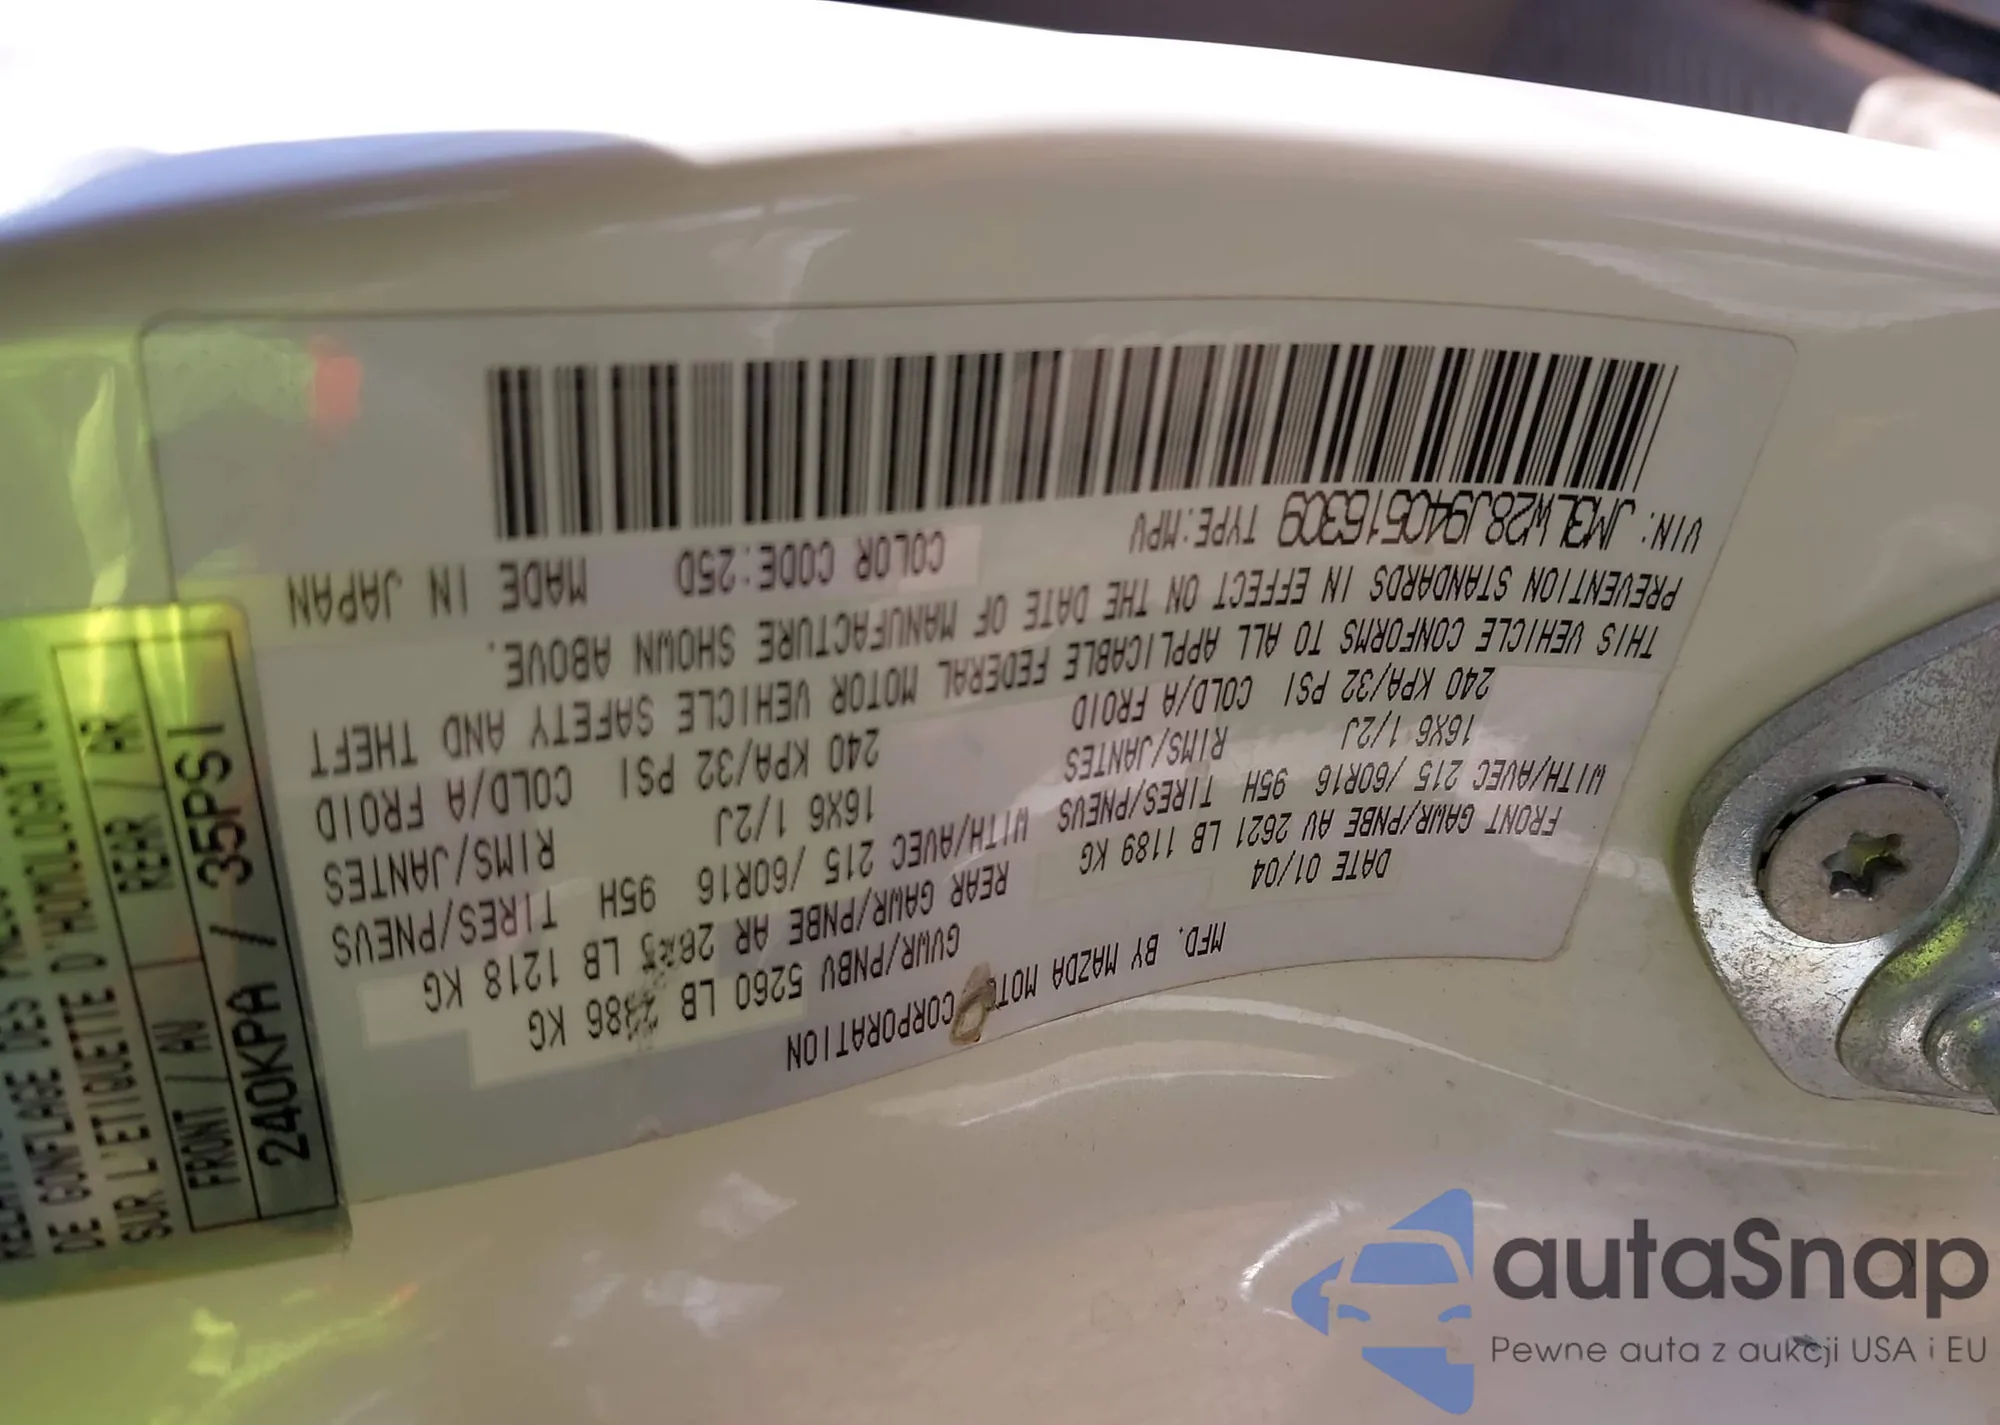 MFD. BY MAZDA MOTOR CORPORATION
DATE 01/04 GVWR/PNBV 5260 LB 2386 KG
FRONT GAWR/PNBE AV 2621 LB 1189 KG REAR GAWR/PNBE AR LB 1218 KG
WITH/AVEC 215 /60R16 95H TIRES/PNEUS WITH/AVEC 215 /60R16 95H TIRES/PNEUS
16X6 1/2J RIMS/JANTES 16X6 1/2J RIMS/JANTES
240 KPA/32 PSI COLD/A FROID 240 KPA/32 PSI COLD/A FROID
THIS VEHICLE CONFORMS TO ALL APPLICABLE FEDERAL MOTOR VEHICLE SAFETY AND THEFT
PREVENTION STANDARDS IN EFFECT ON THE DATE OF MANUFACTURE SHOWN ABOVE.
VIN: JM3LW28J940516309 TYPE:MPV COLOR CODE:25D MADE IN JAPAN
DE GONFLAGE DES
SUR L'ETIQUETTE D'HOMOLOGATION
FRONT / AV REAR / AR
240KPA / 35PSI
autaSnap
Pewne auta z aukcji USA i EU